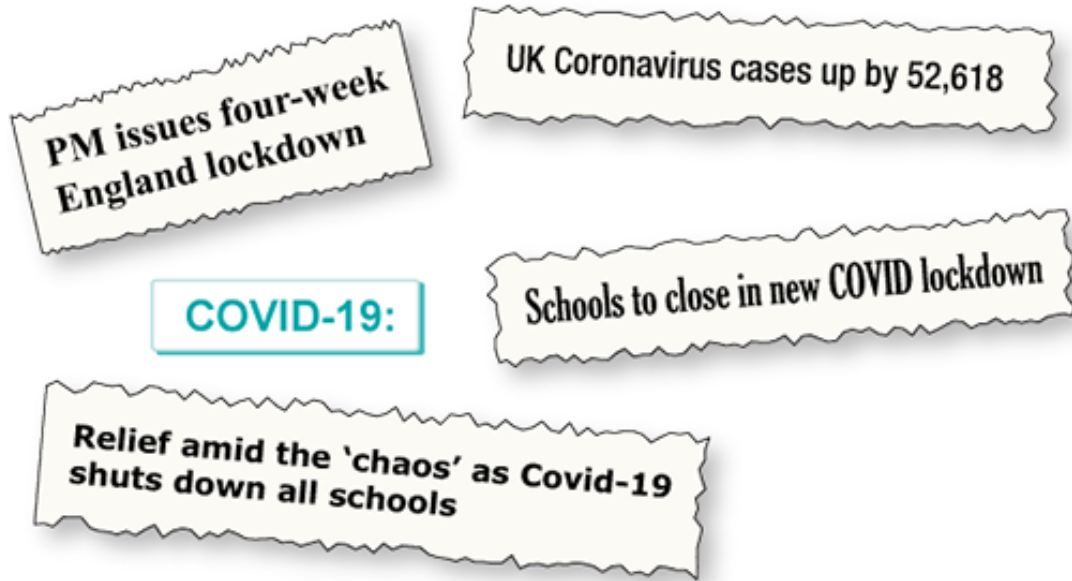 PM issues four-week
England lockdown
UK Coronavirus cases up by 52,618
Schools to close in new COVID lockdown
COVID-19:
Relief amid the ‘chaos’ as Covid-19
shuts down all schools